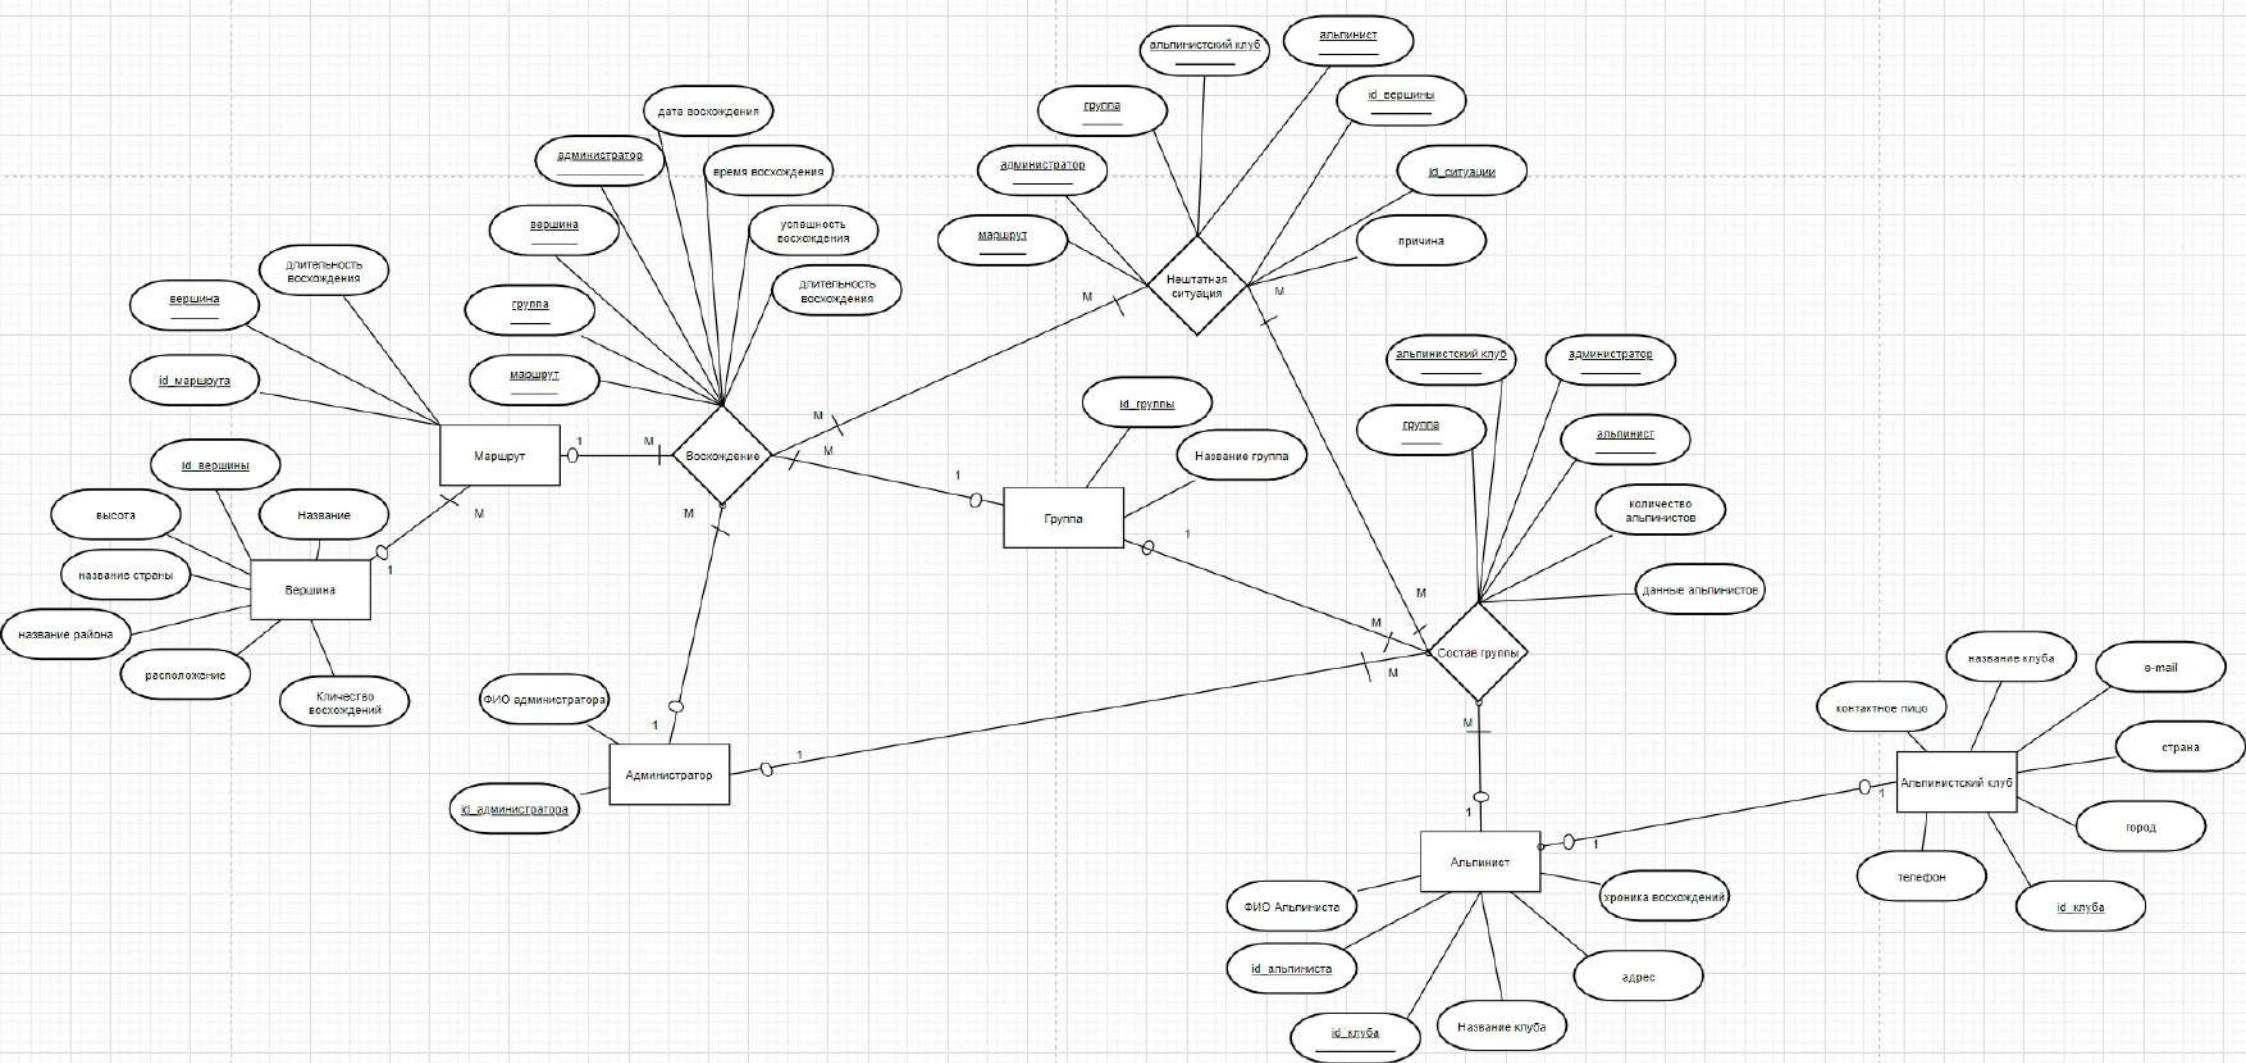 альпинист
альпинистский клуб
id_вершины
группа
дата восхождения
администратор
время восхождения
администратор
id_ситуации
вершина
успешность
восхождения
маршрут
причина
длительность
восхождения
Нештатная
ситуация
длительность
восхождения
вершина
группа
М
М
id_маршрута
маршрут
альпинистский клуб
администратор
id_группы
группа
М
альпинист
1
М
Маршрут
Восхождение
М
Название группа
id_вершины
1
количество
альпинистов
высота
Название
М
М
Группа
1
название страны
1
Вершина
М
данные альпинистов
название района
М
Состав группы
расположение
М
название клуба
e-mail
Кличество
восхождений
ФИО администратора
контактное лицо
1
М
страна
Администратор
1
Альпинистский клуб
1
id_администратора
1
город
1
Альпинист
телефон
хроника восхождений
ФИО Альпиниста
id_клуба
id_альпиниста
адрес
id_клуба
Название клуба